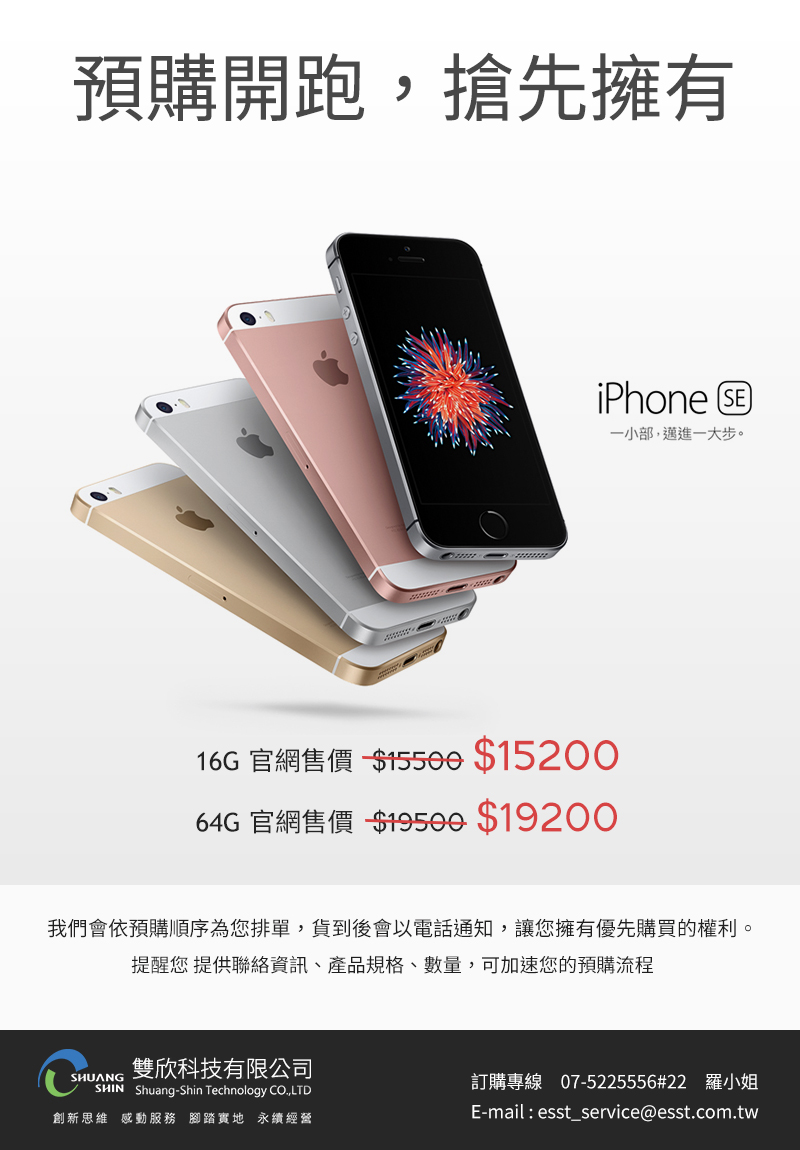 預購開跑，搶先擁有
iPhone SE
一小部，邁進一大步。
16G 官網售價 $15500 $15200
64G 官網售價 $19500 $19200
我們會依預購順序為您排單，貨到後會以電話通知，讓您擁有優先購買的權利。
提醒您 提供聯絡資訊、產品規格、數量，可加速您的預購流程
SHUANG SHIN
雙欣科技有限公司
Shuang-Shin Technology CO.,LTD
創新思維 感動服務 腳踏實地 永續經營
訂購專線 07-5225556#22 羅小姐
E-mail : esst_service@esst.com.tw